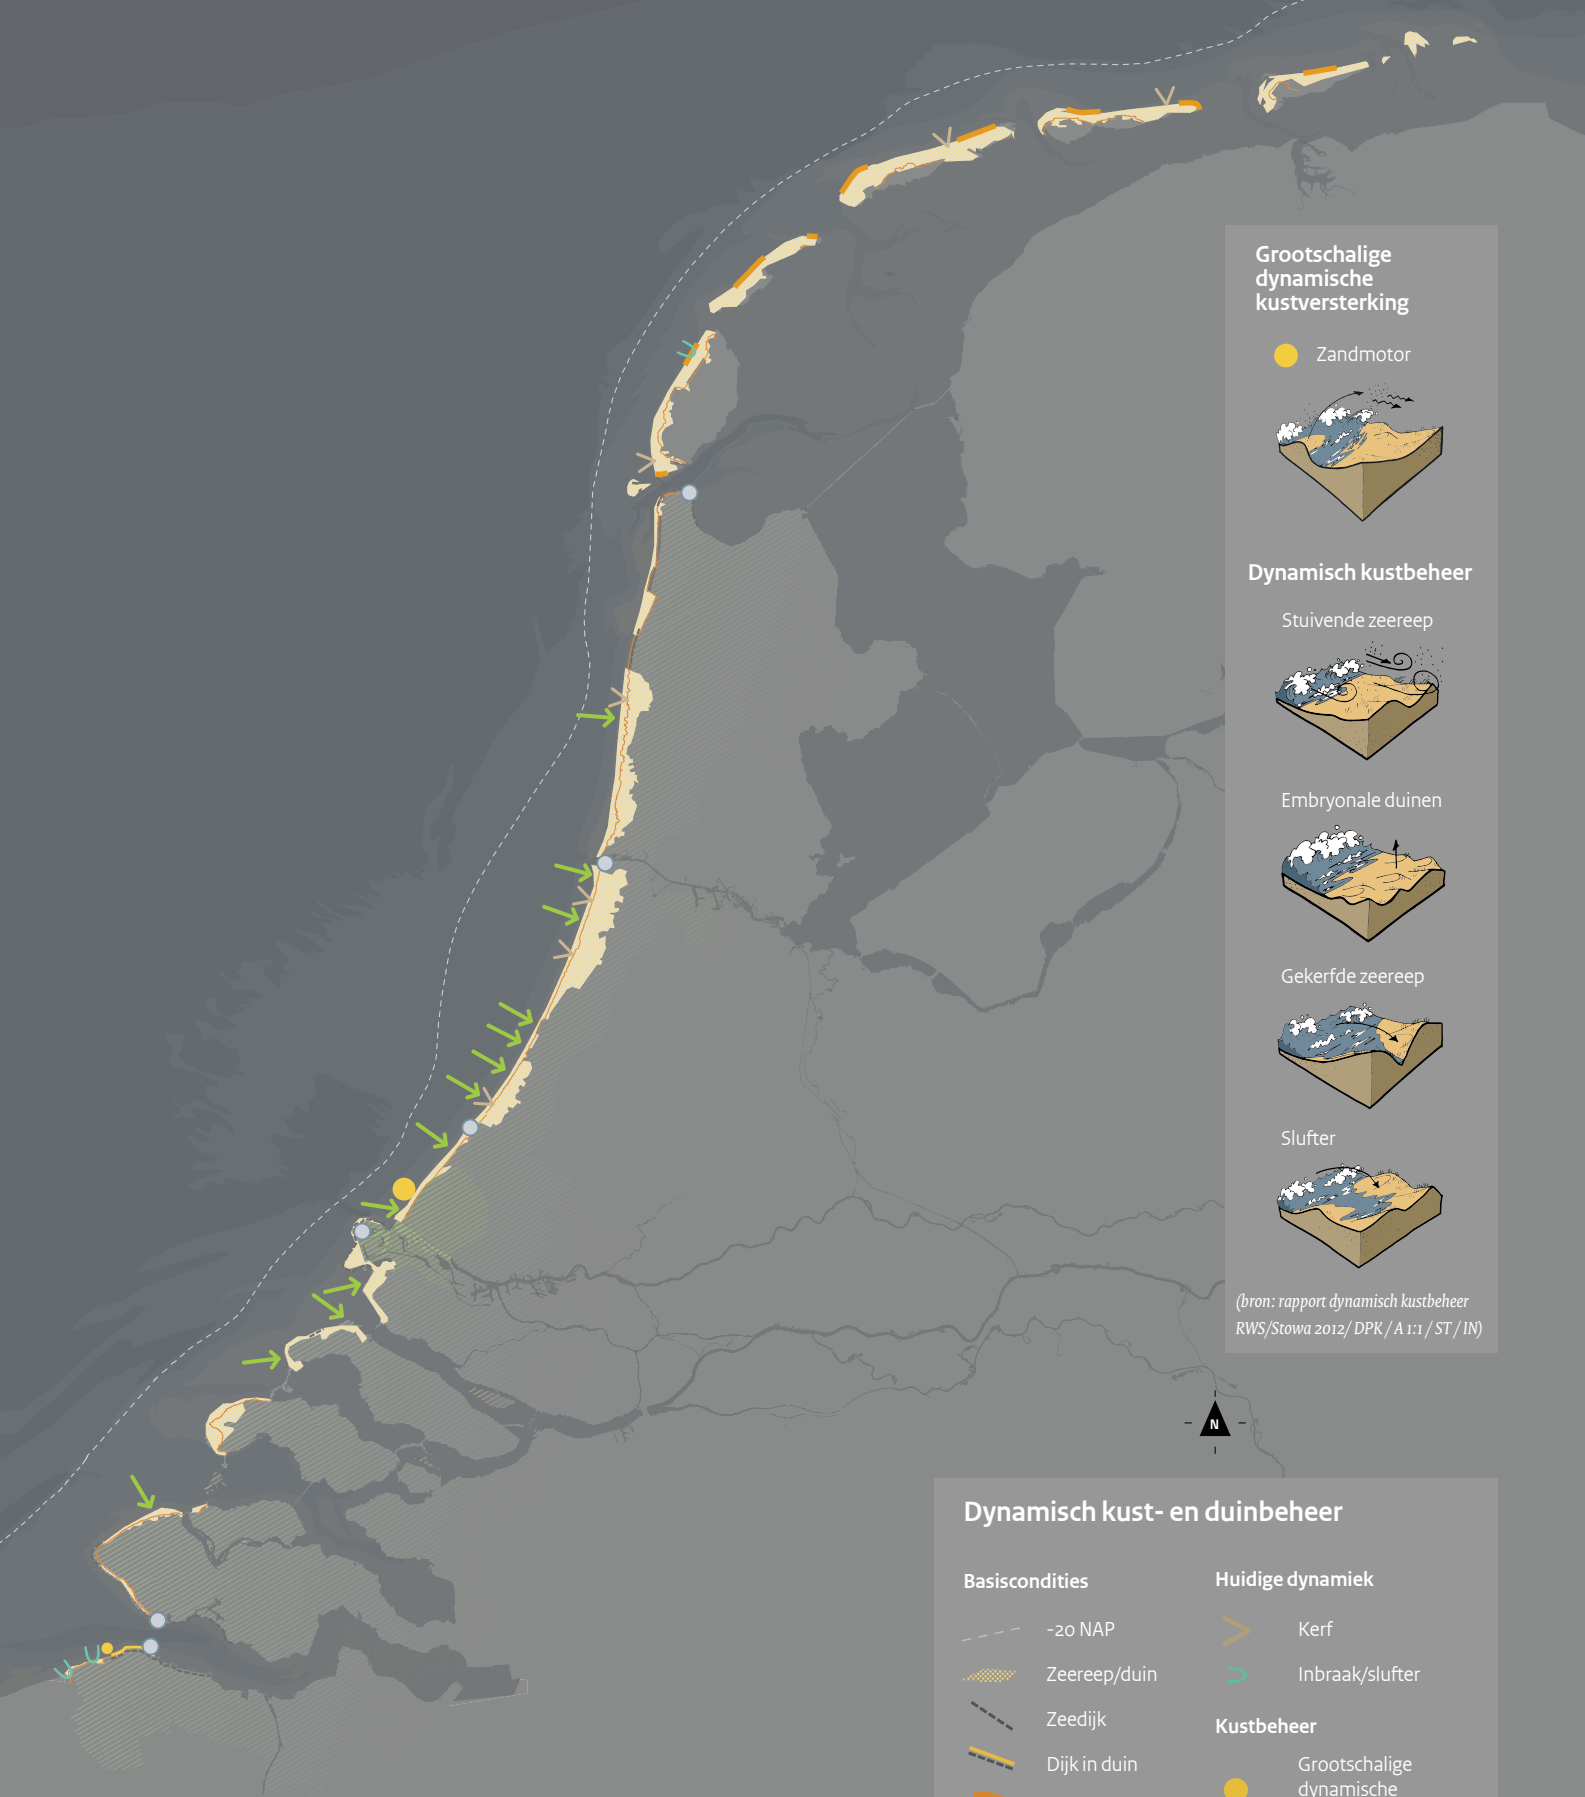 Grootschalige
dynamische
kustversterking
Zandmotor
Dynamisch kustbeheer
Stuivende zeereep
Embryonale duinen
Gekerfde zeereep
Slufter
(bron: rapport dynamisch kustbeheer
RWS/Stowa 2012/ DPK / A 1:1 / ST / IN)
N
Dynamisch kust- en duinbeheer
Basiscondities
-20 NAP
Zeereep/duin
Zeedijk
Dijk in duin
Huidige dynamiek
Kerf
Inbraak/slufter
Kustbeheer
Grootschalige
dynamische